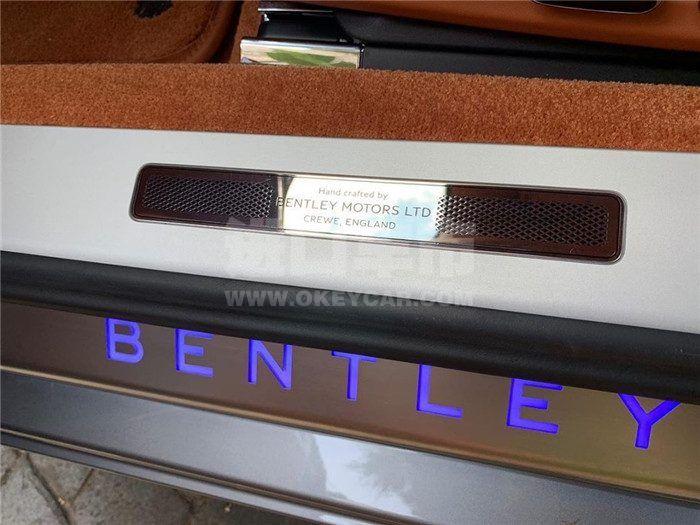 Hand crafted by
BENTLEY MOTORS LTD
CREWE, ENGLAND
WWW.OKEYCAR.COM
BENTLEY